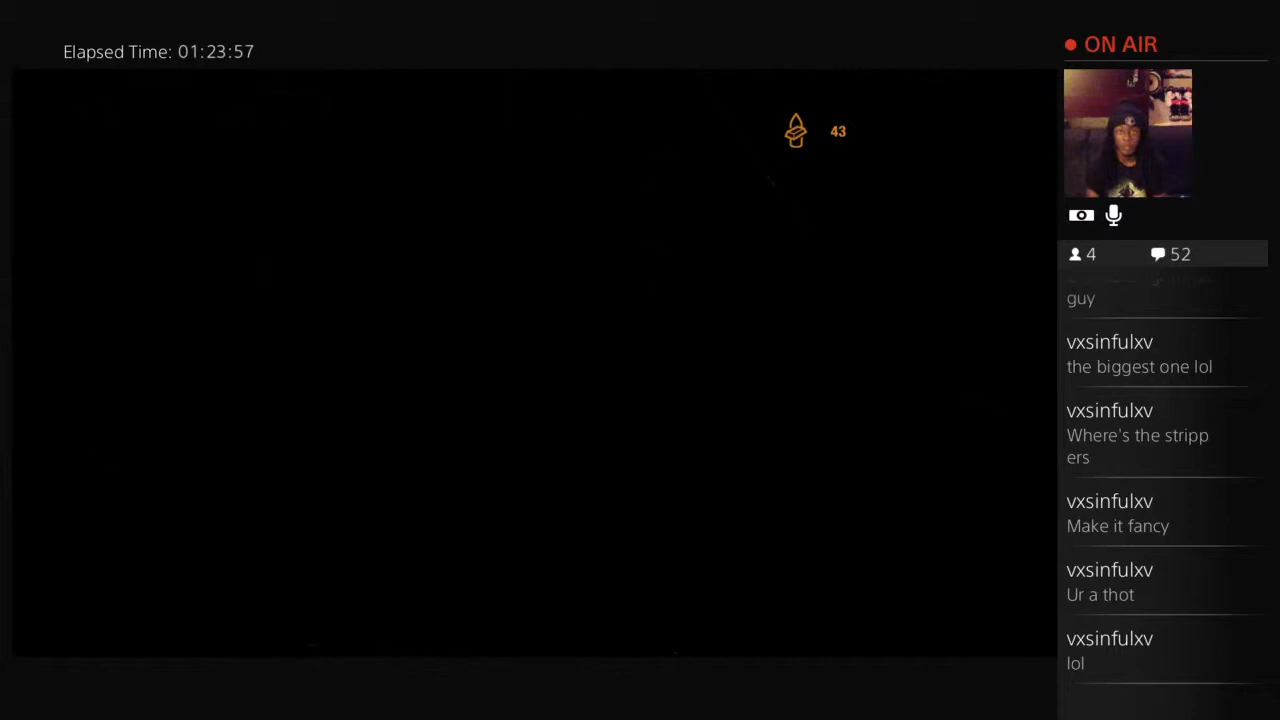 Elapsed Time: 01:23:57
ON AIR
43
4 52
guy
vxsinfulxv
the biggest one lol
vxsinfulxv
Where's the stripp
ers
vxsinfulxv
Make it fancy
vxsinfulxv
Ur a thot
vxsinfulxv
lol